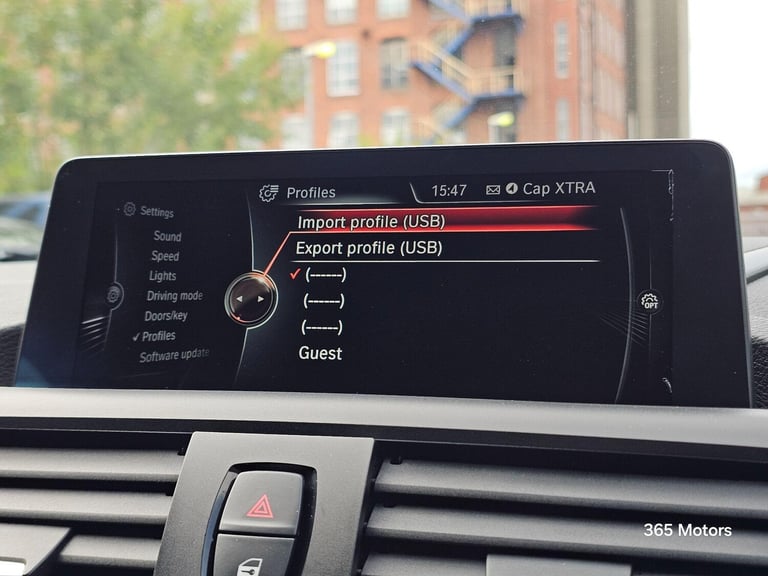 Profiles
15:47
Cap XTRA
Settings
Sound
Speed
Lights
Driving mode
Doors/key
Profiles
Software update
Import profile (USB)
Export profile (USB)
(------)
(------)
(------)
Guest
OPT
365 Motors